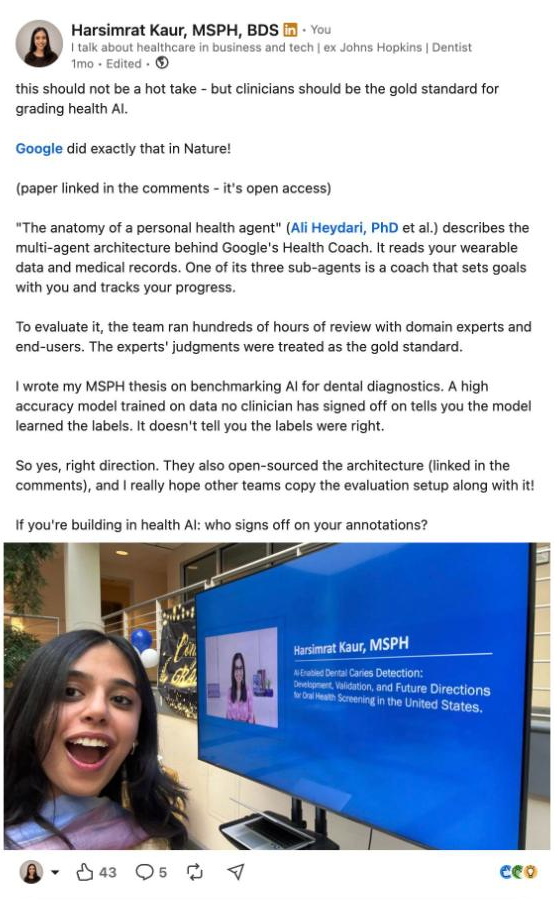 Harsimrat Kaur, MSPH, BDS in · You
I talk about healthcare in business and tech | ex Johns Hopkins | Dentist
1mo · Edited ·
this should not be a hot take - but clinicians should be the gold standard for
grading health AI.
Google did exactly that in Nature!
(paper linked in the comments - it's open access)
"The anatomy of a personal health agent" (Ali Heydari, PhD et al.) describes the
multi-agent architecture behind Google's Health Coach. It reads your wearable
data and medical records. One of its three sub-agents is a coach that sets goals
with you and tracks your progress.
To evaluate it, the team ran hundreds of hours of review with domain experts and
end-users. The experts' judgments were treated as the gold standard.
I wrote my MSPH thesis on benchmarking AI for dental diagnostics. A high
accuracy model trained on data no clinician has signed off on tells you the model
learned the labels. It doesn't tell you the labels were right.
So yes, right direction. They also open-sourced the architecture (linked in the
comments), and I really hope other teams copy the evaluation setup along with it!
If you're building in health AI: who signs off on your annotations?
Harsimrat Kaur, MSPH
AI-Enabled Dental Caries Detection:
Development, Validation, and Future Directions
for Oral Health Screening in the United States.
43
5